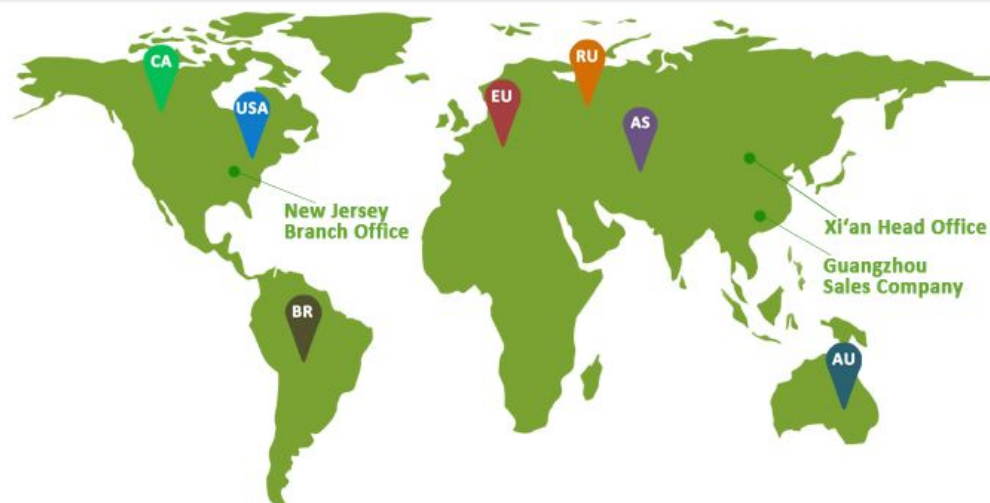 CA
RU
EU
USA
AS
New Jersey
Branch Office
Xi'an Head Office
Guangzhou
Sales Company
BR
AU